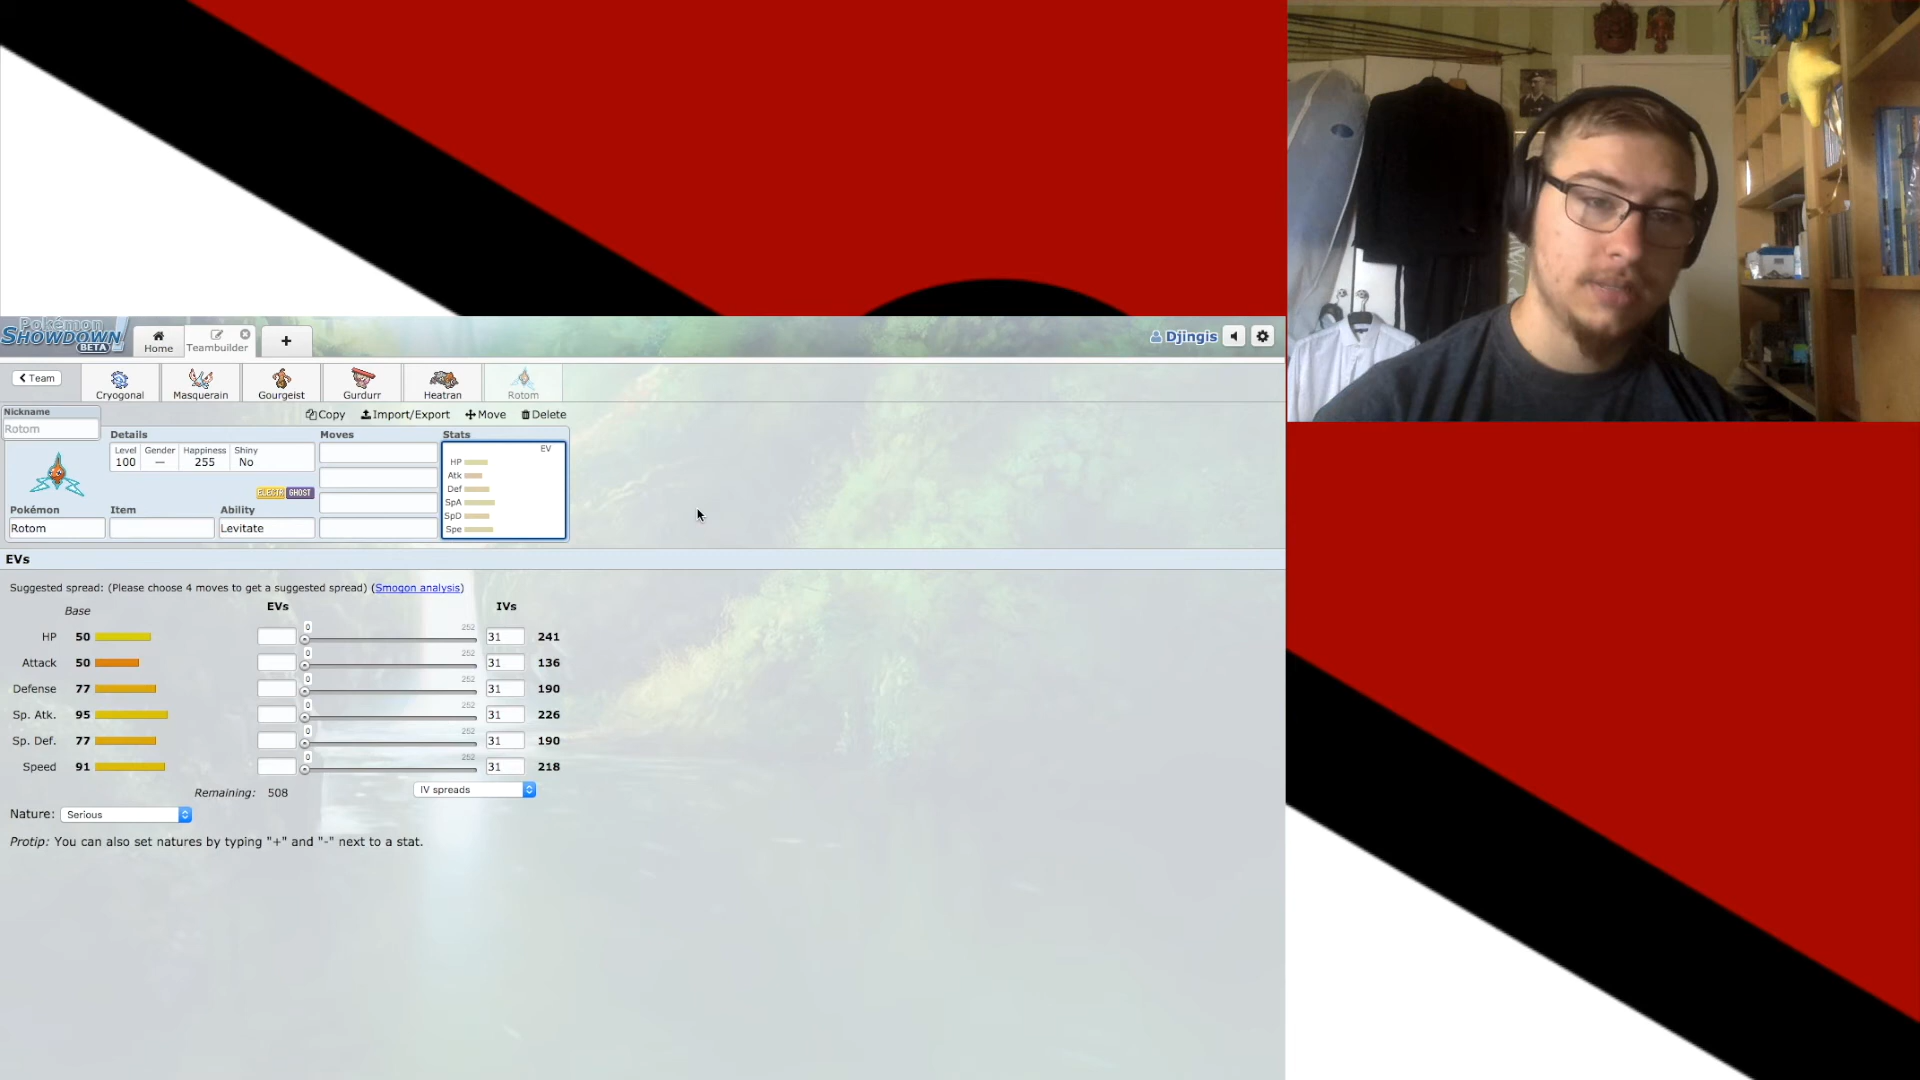 Pokémon
SHOWDOWN!
BETA
Home
Teambuilder
+
Djingis
< Team
Cryogonal
Masquerain
Gourgeist
Gurdurr
Heatran
Rotom
Nickname
Rotom
Copy
Import/Export
Move
Delete
Details
Moves
Stats
Level
Gender
Happiness
Shiny
100
—
255
No
EV
HP
Atk
Def
SpA
SpD
Spe
ELECTR GHOST
Pokémon
Item
Ability
Rotom
Levitate
EVs
Suggested spread: (Please choose 4 moves to get a suggested spread) (Smogon analysis)
Base
EVs
IVs
HP 50 0 252 31 241
Attack 50 0 252 31 136
Defense 77 0 252 31 190
Sp. Atk. 95 0 252 31 226
Sp. Def. 77 0 252 31 190
Speed 91 0 252 31 218
Remaining: 508
IV spreads
Nature: Serious
Protip: You can also set natures by typing "+" and "-" next to a stat.